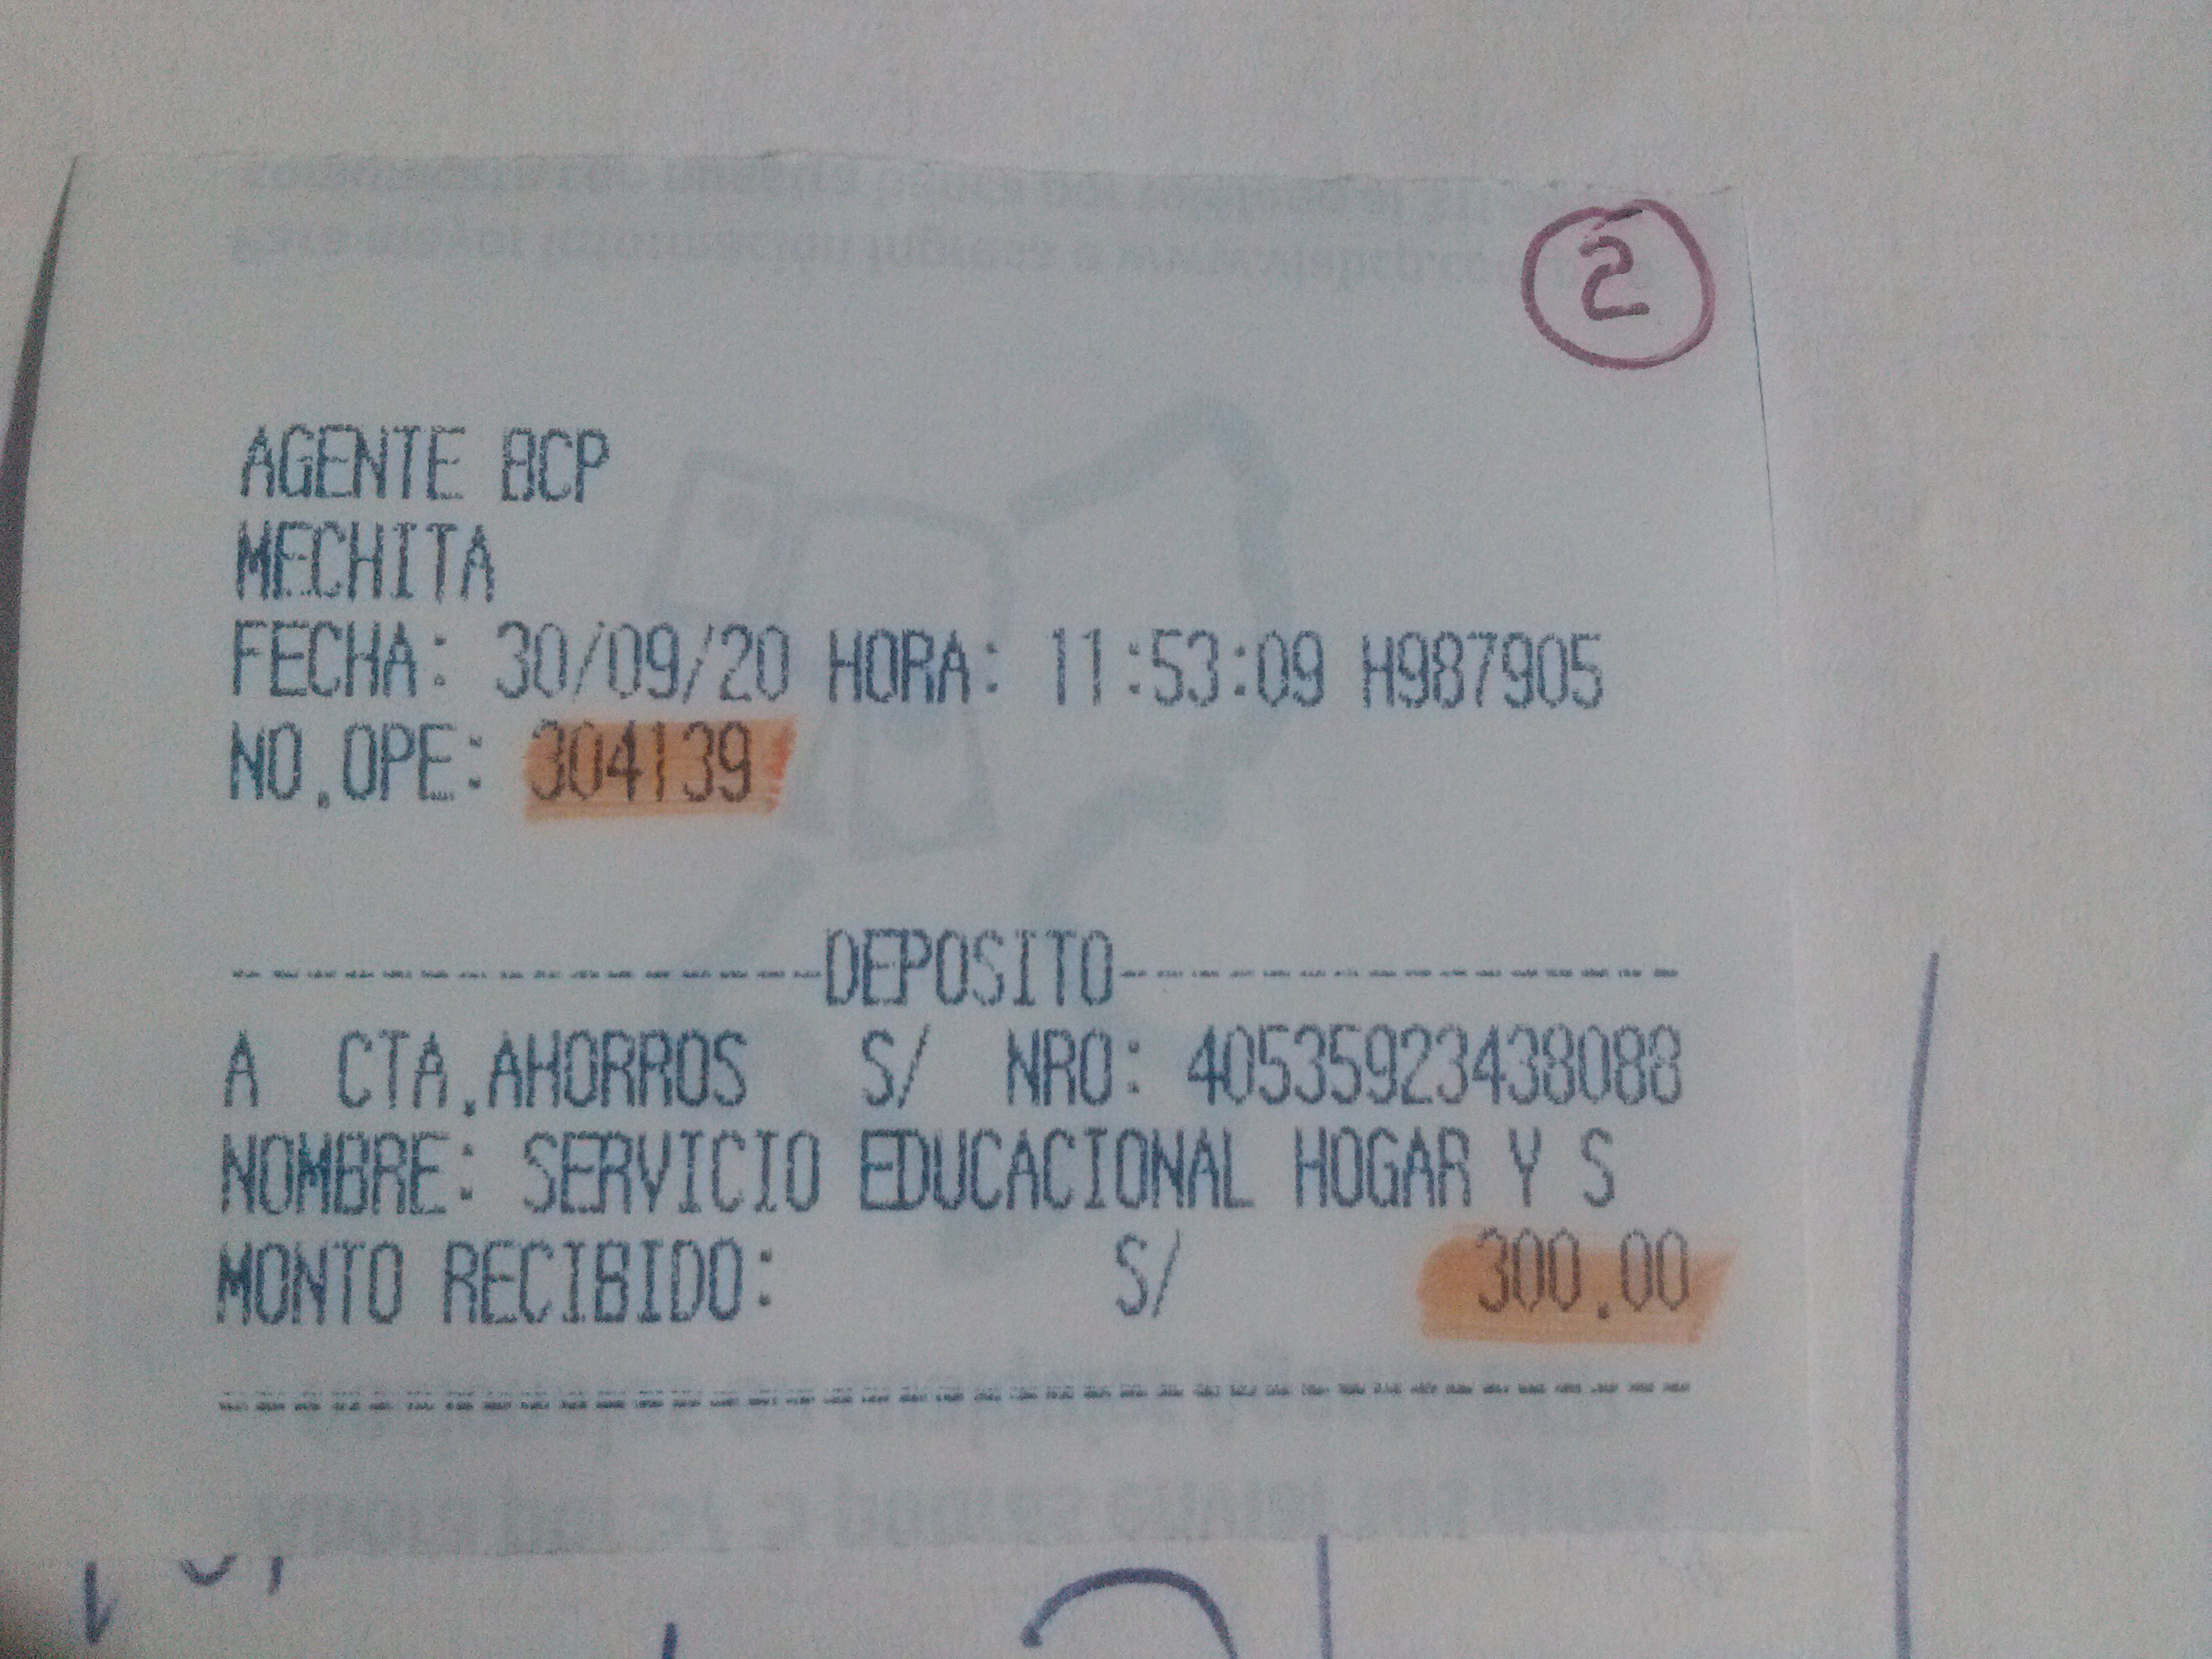 2
AGENTE BCP
MECHITA
FECHA: 30/09/20 HORA: 11:53:09 H987905
NO.OPE: 304139
DEPOSITO
A CTA.AHORROS S/ NRO: 40535923438088
NOMBRE: SERVICIO EDUCACIONAL HOGAR Y S
MONTO RECIBIDO: S/ 300.00